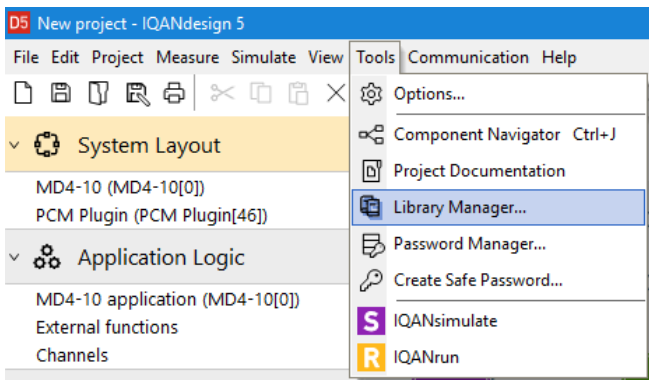 D5 New project - IQANdesign 5
File Edit Project Measure Simulate View Tools Communication Help
Options...
System Layout
Component Navigator Ctrl+J
MD4-10 (MD4-10[0])
Project Documentation
PCM Plugin (PCM Plugin[46])
Library Manager...
Application Logic
Password Manager...
MD4-10 application (MD4-10[0])
Create Safe Password...
External functions
S IQANsimulate
Channels
R IQANrun